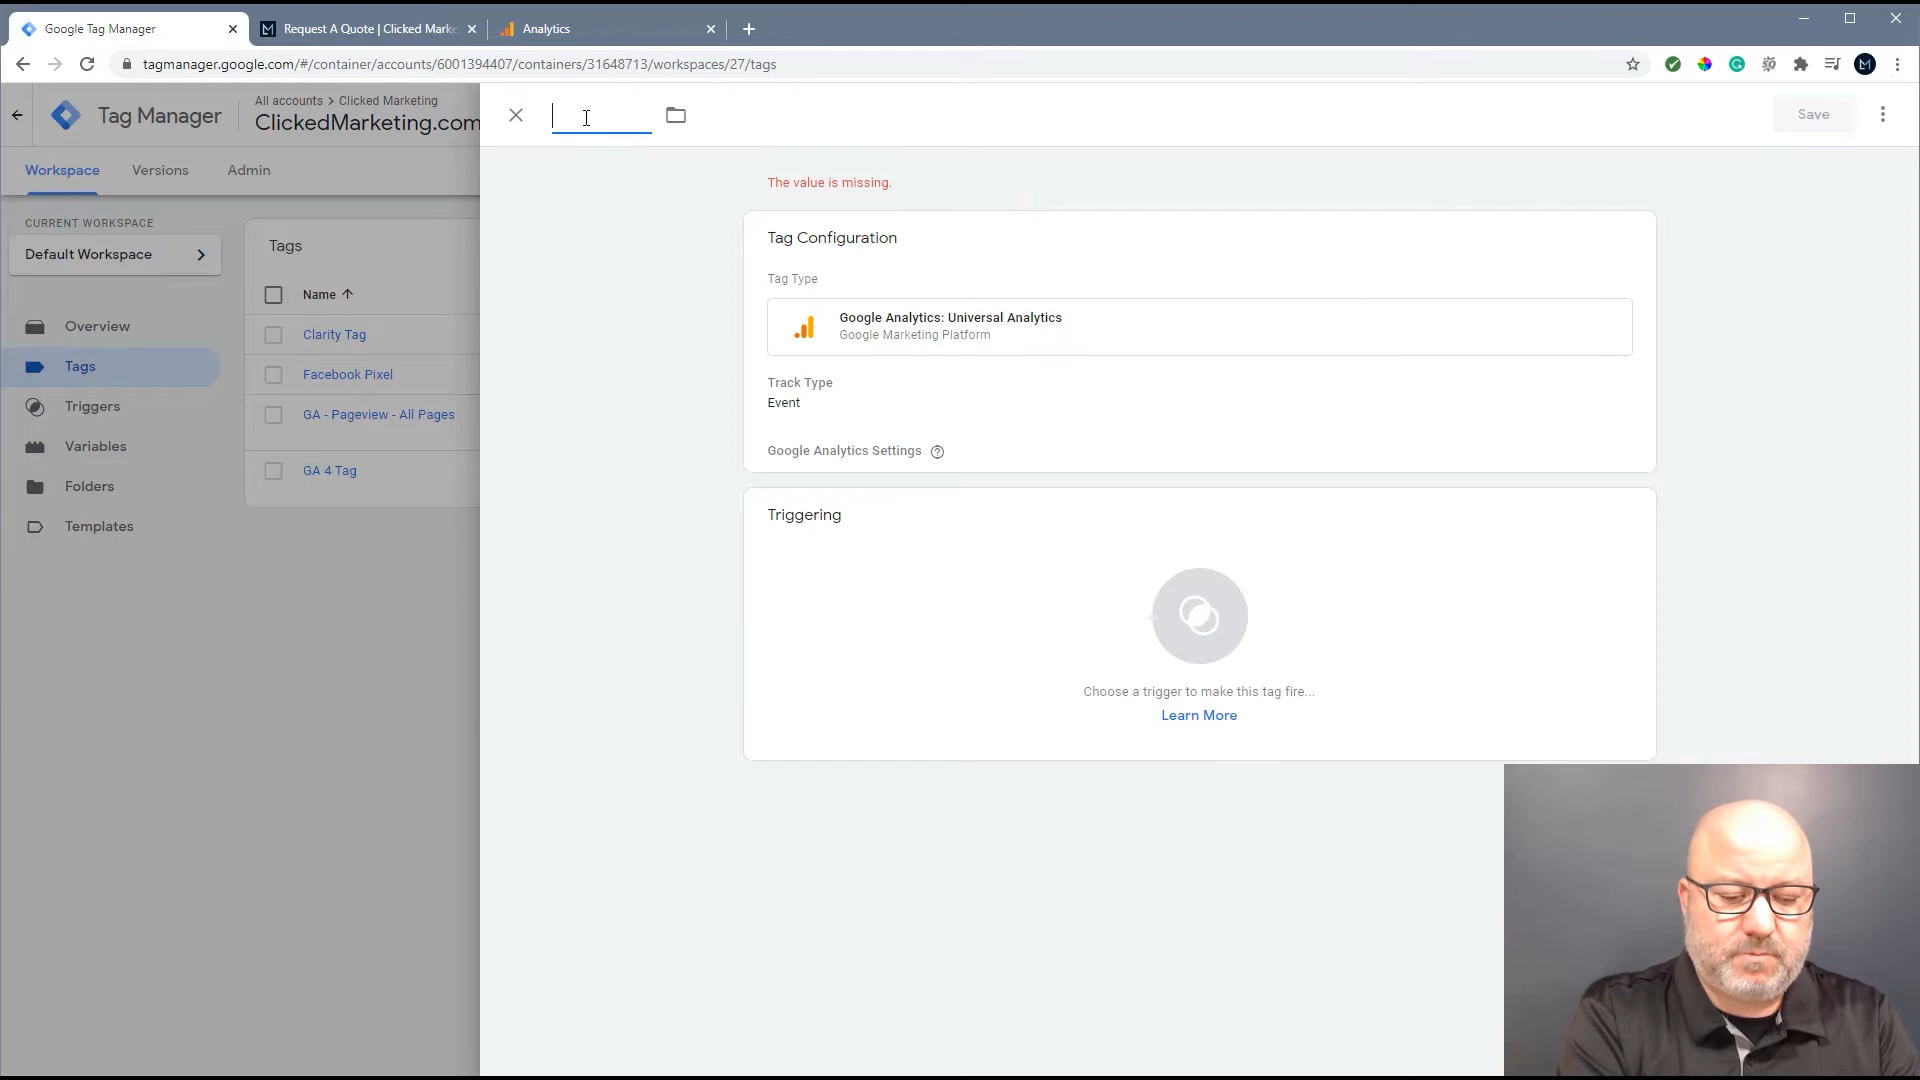 Google Tag Manager
Request A Quote | Clicked Marke
Analytics
tagmanager.google.com/#/container/accounts/6001394407/containers/31648713/workspaces/27/tags
Tag Manager
All accounts > Clicked Marketing
ClickedMarketing.com
Save
Workspace
Versions
Admin
The value is missing.
CURRENT WORKSPACE
Default Workspace
Overview
Tags
Triggers
Variables
Folders
Templates
Tags
Name
Clarity Tag
Facebook Pixel
GA - Pageview - All Pages
GA 4 Tag
Tag Configuration
Tag Type
Google Analytics: Universal Analytics
Google Marketing Platform
Track Type
Event
Google Analytics Settings
Triggering
Choose a trigger to make this tag fire...
Learn More